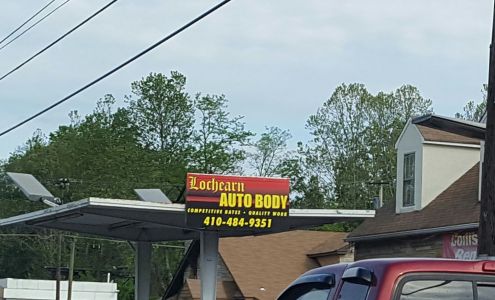 Lochearn
AUTO BODY
COMPETITIVE RATES • QUALITY WORK
410-484-9351